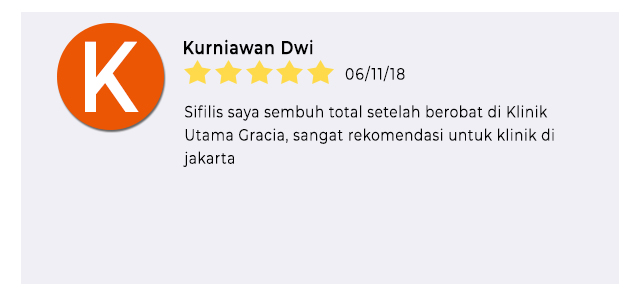 K
Kurniawan Dwi
06/11/18
Sifilis saya sembuh total setelah berobat di Klinik
Utama Gracia, sangat rekomendasi untuk klinik di
jakarta